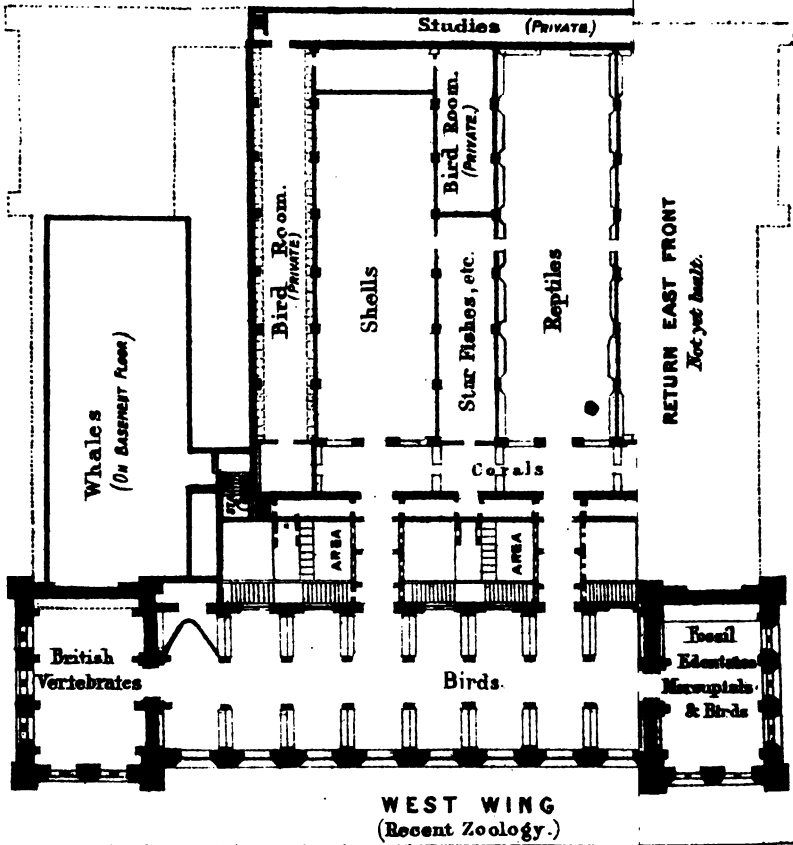 Studies (PRIVATE.)
Bird Room.
(PRIVATE.)
Bird Room.
(PRIVATE)
Shells
Star Fishes, etc.
Reptiles
RETURN EAST FRONT
Not yet built.
Whales
(ON BASEMENT FLOOR)
Corals
AREA
AREA
British
Vertebrates
Birds.
Fossil
Edentates
Marsupials
& Birds
WEST WING
(Recent Zoology.)